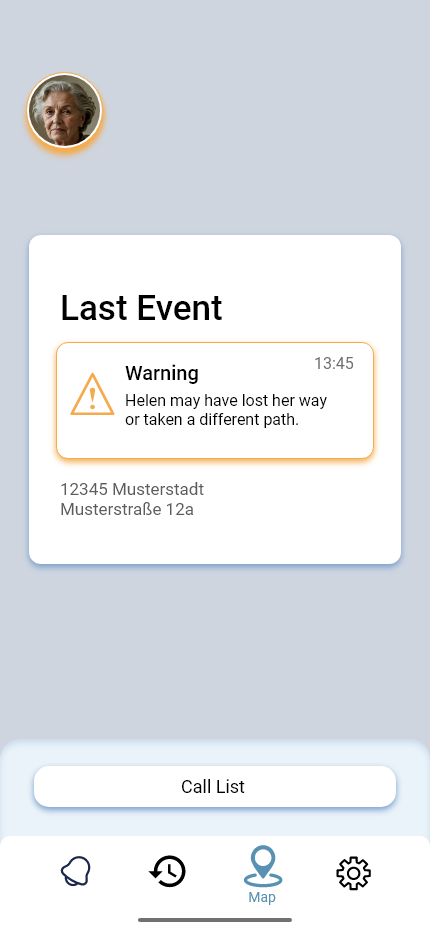 Last Event
Warning
13:45
Helen may have lost her way
or taken a different path.
12345 Musterstadt
Musterstraße 12a
Call List
Map